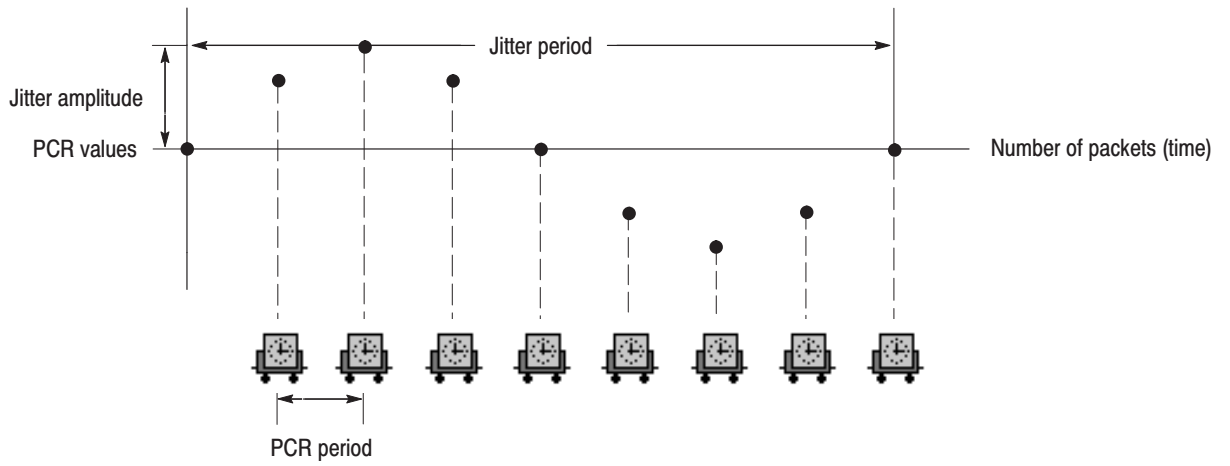 Jitter period
Jitter amplitude
PCR values
Number of packets (time)
PCR period